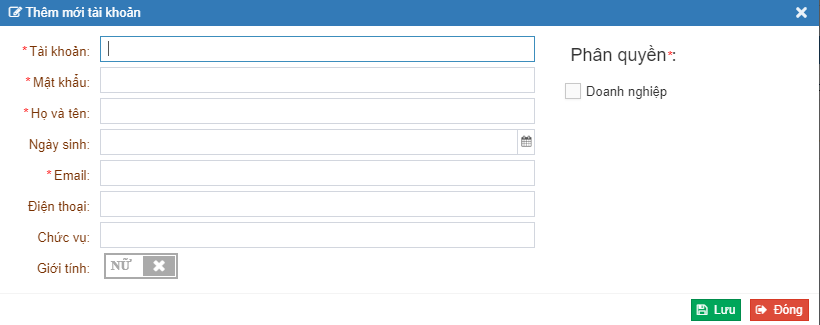 Thêm mới tài khoản
* Tài khoản:
Phân quyền*:
* Mật khẩu:
Doanh nghiệp
* Họ và tên:
Ngày sinh:
* Email:
Điện thoại:
Chức vụ:
Giới tính: NỮ
Lưu Đóng